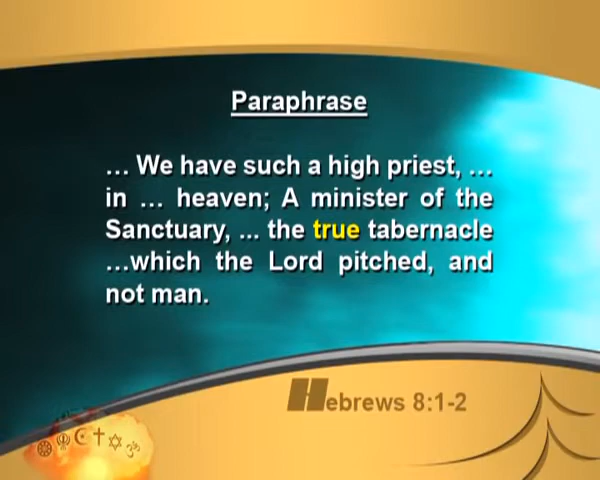 Paraphrase
… We have such a high priest, …
in … heaven; A minister of the
Sanctuary, ... the true tabernacle
…which the Lord pitched, and
not man.
Hebrews 8:1-2